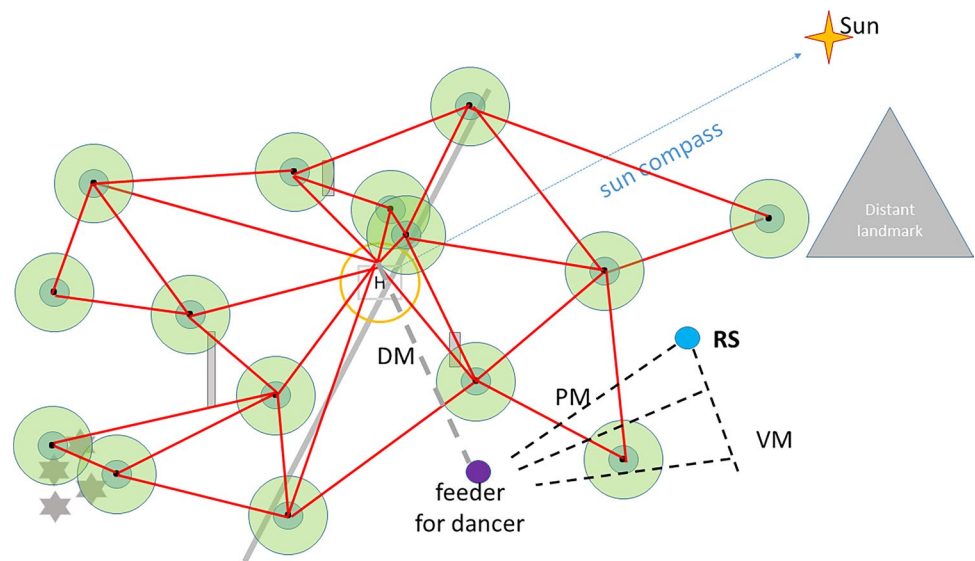 Sun
sun compass
Distant
landmark
H
DM
RS
PM
VM
feeder
for dancer